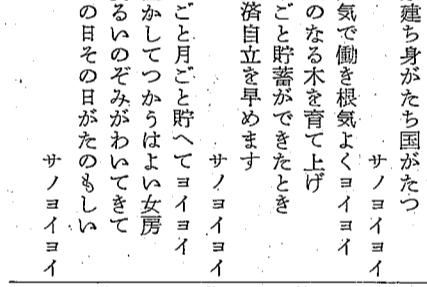 建ち身がたち国がたつ
サノヨイヨイ
気で働き根気よくヨイヨイ
のなる木を育て上げ
ごと貯蓄ができたとき
済自立を早めます
サノヨイヨイ
ごと月ごと貯へてヨイヨイ
かしてつかうはよい女房
るいのぞみがわいてきて
の日その日がたのもしい
サノヨイヨイ